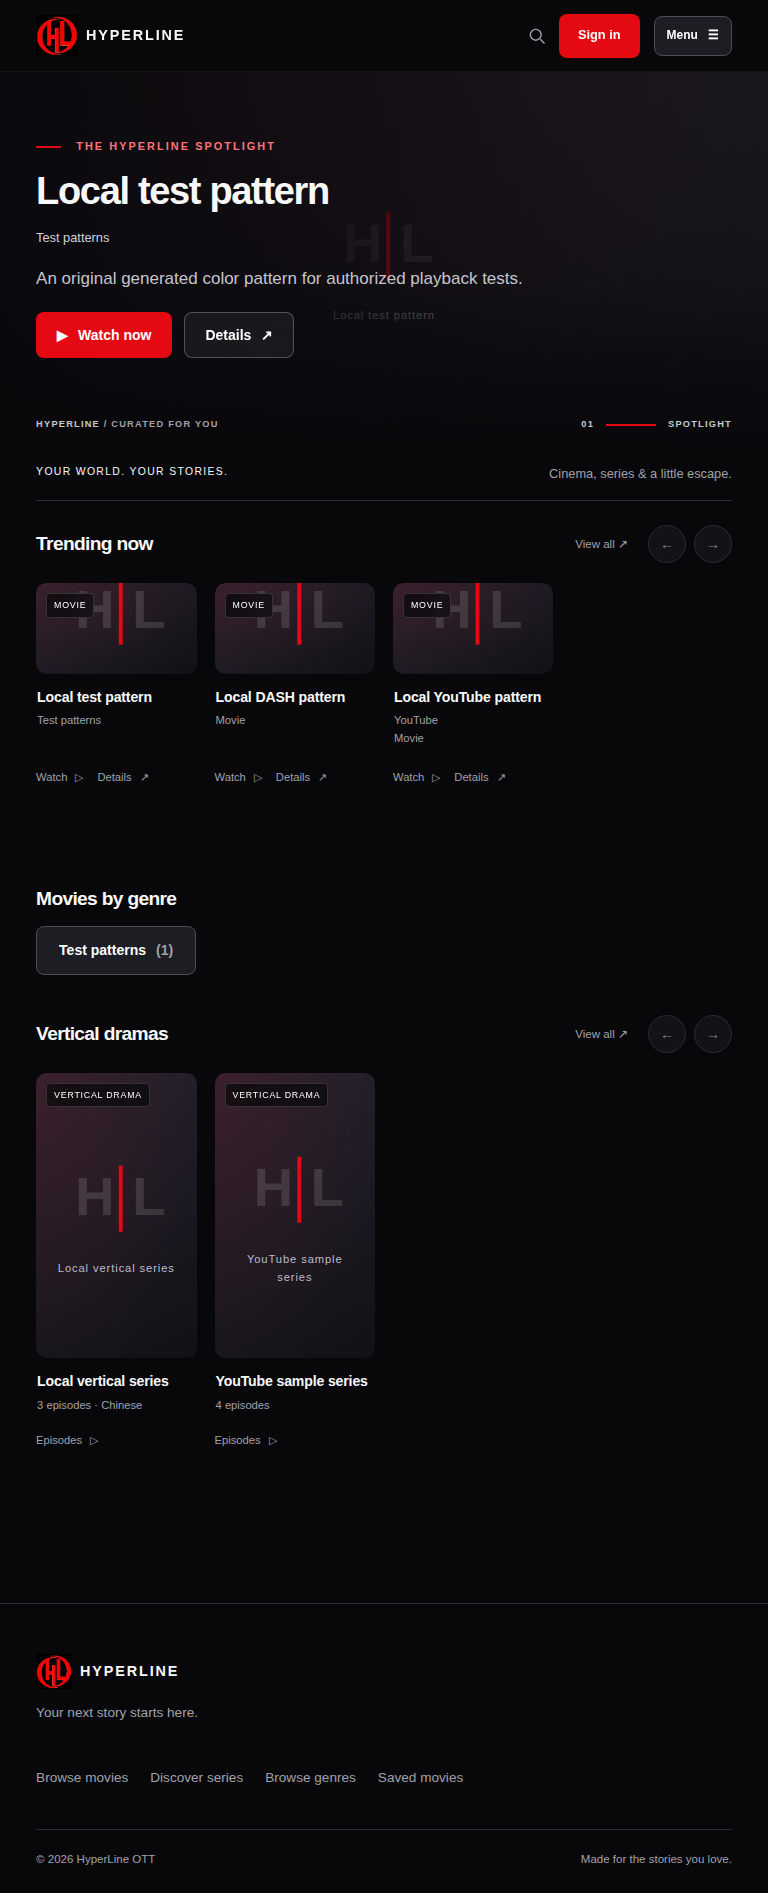 HL HYPERLINE Sign in Menu ☰
THE HYPERLINE SPOTLIGHT
Local test pattern
Test patterns
H L
An original generated color pattern for authorized playback tests.
Local test pattern
▶ Watch now Details ↗
HYPERLINE / CURATED FOR YOU 01 SPOTLIGHT
YOUR WORLD. YOUR STORIES. Cinema, series & a little escape.
Trending now View all ↗ ← →
MOVIE H L MOVIE H L MOVIE H L
Local test pattern Local DASH pattern Local YouTube pattern
Test patterns Movie YouTube
Movie
Watch ▷ Details ↗ Watch ▷ Details ↗ Watch ▷ Details ↗
Movies by genre
Test patterns (1)
Vertical dramas View all ↗ ← →
VERTICAL DRAMA VERTICAL DRAMA
H L H L
Local vertical series YouTube sample
series
Local vertical series YouTube sample series
3 episodes · Chinese 4 episodes
Episodes ▷ Episodes ▷
HL HYPERLINE
Your next story starts here.
Browse movies Discover series Browse genres Saved movies
© 2026 HyperLine OTT Made for the stories you love.